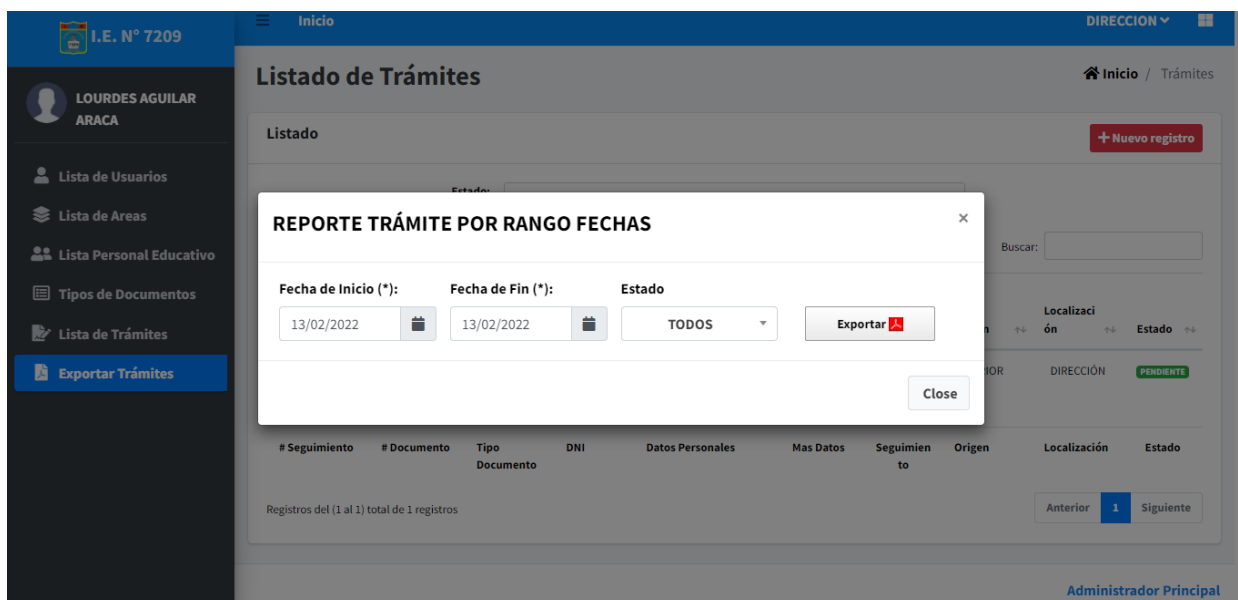 I.E. N° 7209
Inicio
DIRECCION
LOURDES AGUILAR
ARACA
Lista de Usuarios
Lista de Areas
Lista Personal Educativo
Tipos de Documentos
Lista de Trámites
Exportar Trámites
Listado de Trámites
Inicio / Trámites
Listado
+ Nuevo registro
Estado:
REPORTE TRÁMITE POR RANGO FECHAS
×
Buscar:
Fecha de Inicio (*):
Fecha de Fin (*):
Estado
13/02/2022
13/02/2022
TODOS
Exportar
Close
Localizaci
ón
Estado
DIRECCIÓN
PENDIENTE
# Seguimiento
# Documento
Tipo
Documento
DNI
Datos Personales
Mas Datos
Seguimien
to
Origen
Localización
Estado
Registros del (1 al 1) total de 1 registros
Anterior
1
Siguiente
Administrador Principal